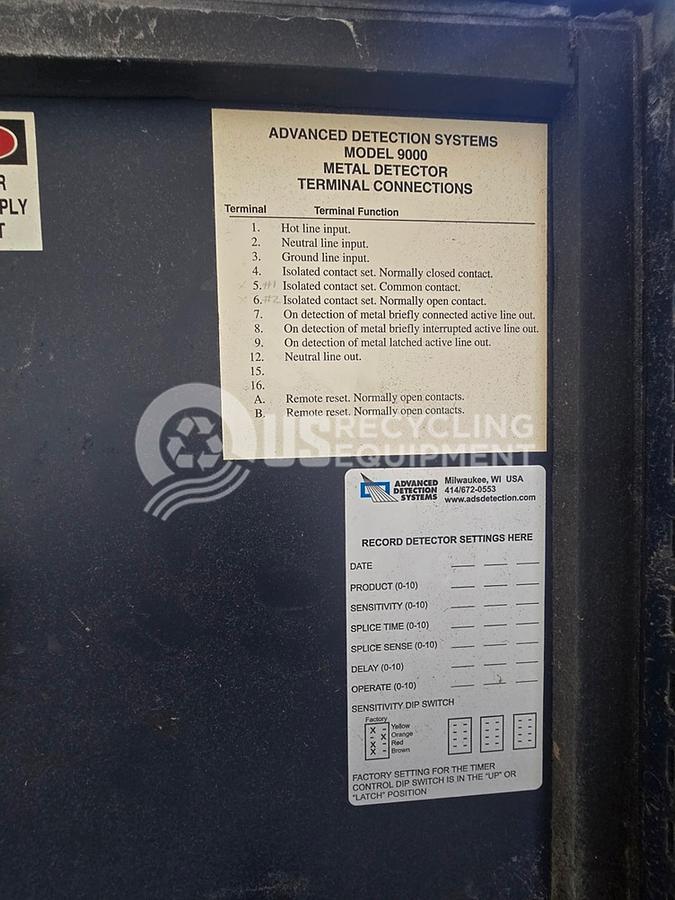 R
PLY
T
ADVANCED DETECTION SYSTEMS
MODEL 9000
METAL DETECTOR
TERMINAL CONNECTIONS
Terminal Terminal Function
1. Hot line input.
2. Neutral line input.
3. Ground line input.
4. Isolated contact set. Normally closed contact.
5. #1 Isolated contact set. Common contact.
6. #2 Isolated contact set. Normally open contact.
7. On detection of metal briefly connected active line out.
8. On detection of metal briefly interrupted active line out.
9. On detection of metal latched active line out.
12. Neutral line out.
15.
16.
A. Remote reset. Normally open contacts.
B. Remote reset. Normally open contacts.
US RECYCLING
EQUIPMENT
ADVANCED
DETECTION
SYSTEMS
Milwaukee, WI USA
414/672-0553
www.adsdetection.com
RECORD DETECTOR SETTINGS HERE
DATE
PRODUCT (0-10)
SENSITIVITY (0-10)
SPLICE TIME (0-10)
SPLICE SENSE (0-10)
DELAY (0-10)
OPERATE (0-10)
SENSITIVITY DIP SWITCH
Factory
X - Yellow
- X Orange
X - Red
X - Brown
FACTORY SETTING FOR THE TIMER
CONTROL DIP SWITCH IS IN THE "UP" OR
"LATCH" POSITION